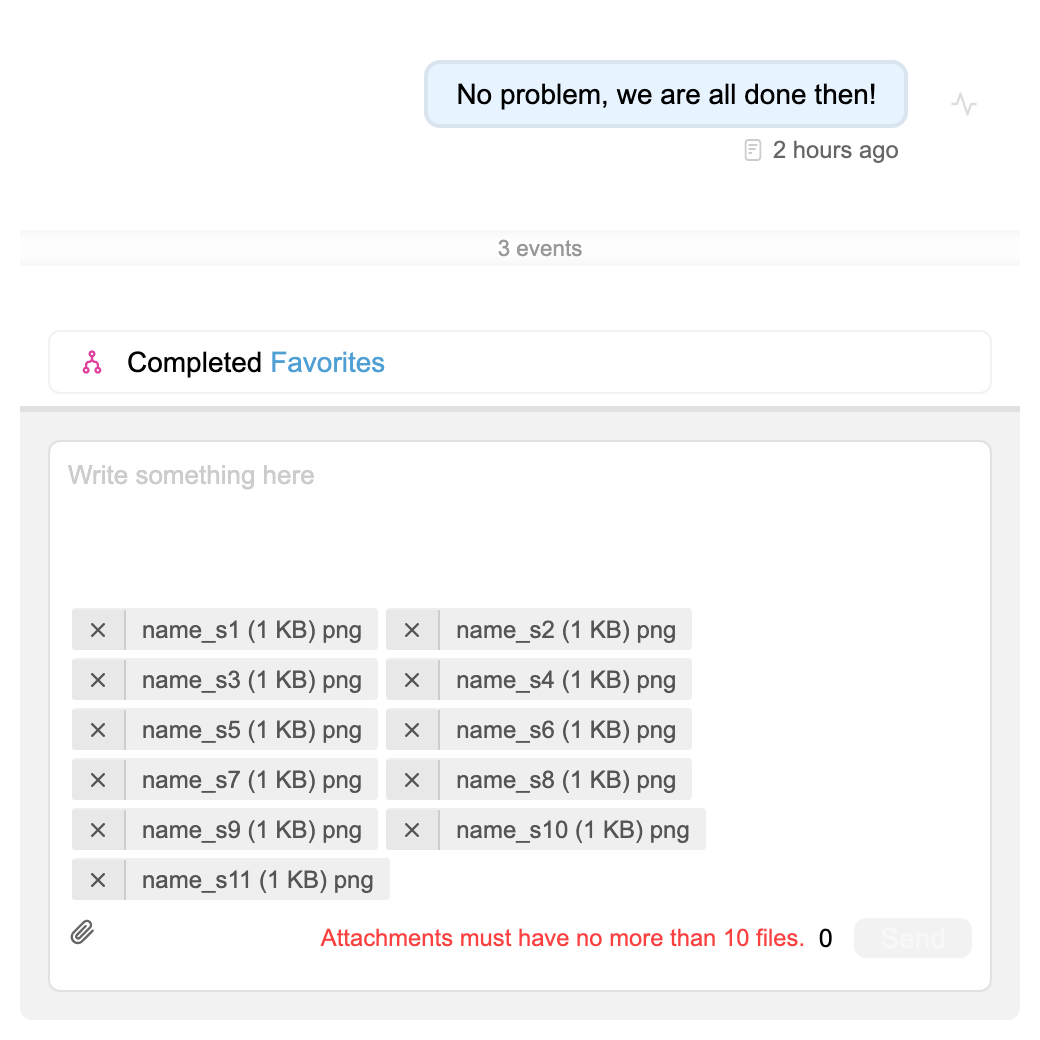 No problem, we are all done then!
2 hours ago
3 events
Completed Favorites
Write something here
name_s1 (1 KB) png
name_s2 (1 KB) png
name_s3 (1 KB) png
name_s4 (1 KB) png
name_s5 (1 KB) png
name_s6 (1 KB) png
name_s7 (1 KB) png
name_s8 (1 KB) png
name_s9 (1 KB) png
name_s10 (1 KB) png
name_s11 (1 KB) png
Attachments must have no more than 10 files. 0
Send